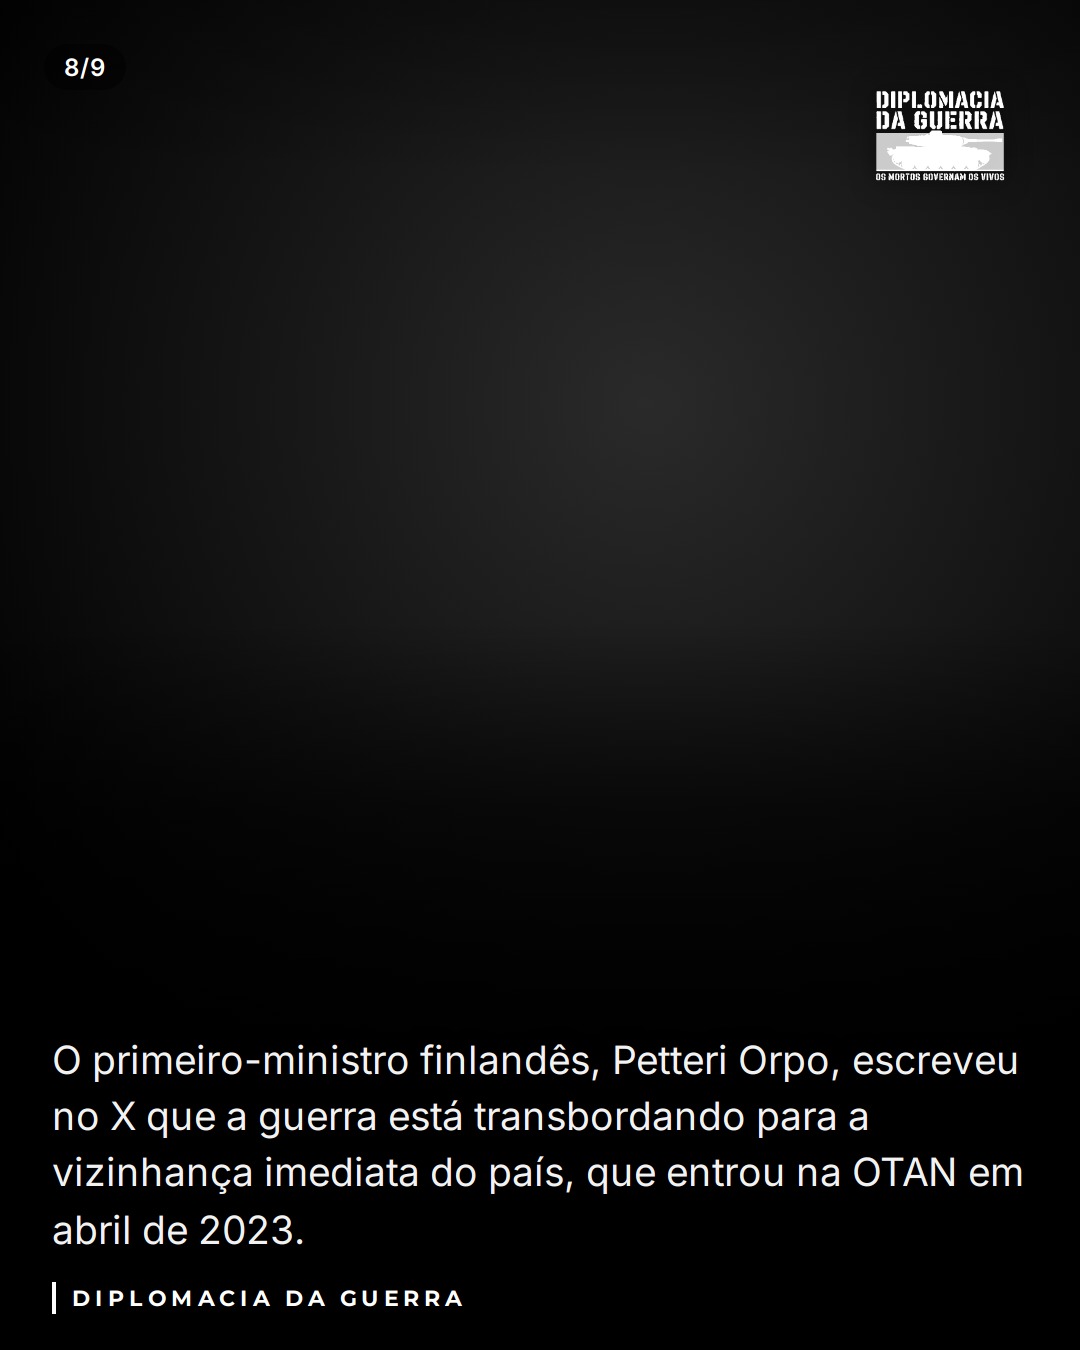 8/9
DIPLOMACIA
DA GUERRA
OS MORTOS GOVERNAM OS VIVOS
O primeiro-ministro finlandês, Petteri Orpo, escreveu
no X que a guerra está transbordando para a
vizinhança imediata do país, que entrou na OTAN em
abril de 2023.
DIPLOMACIA DA GUERRA